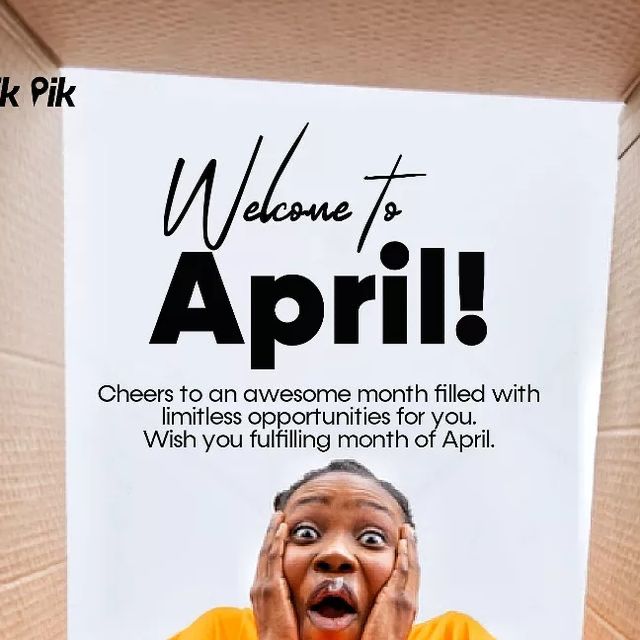 k Pik
Welcome to
April!
Cheers to an awesome month filled with
limitless opportunities for you.
Wish you fulfilling month of April.